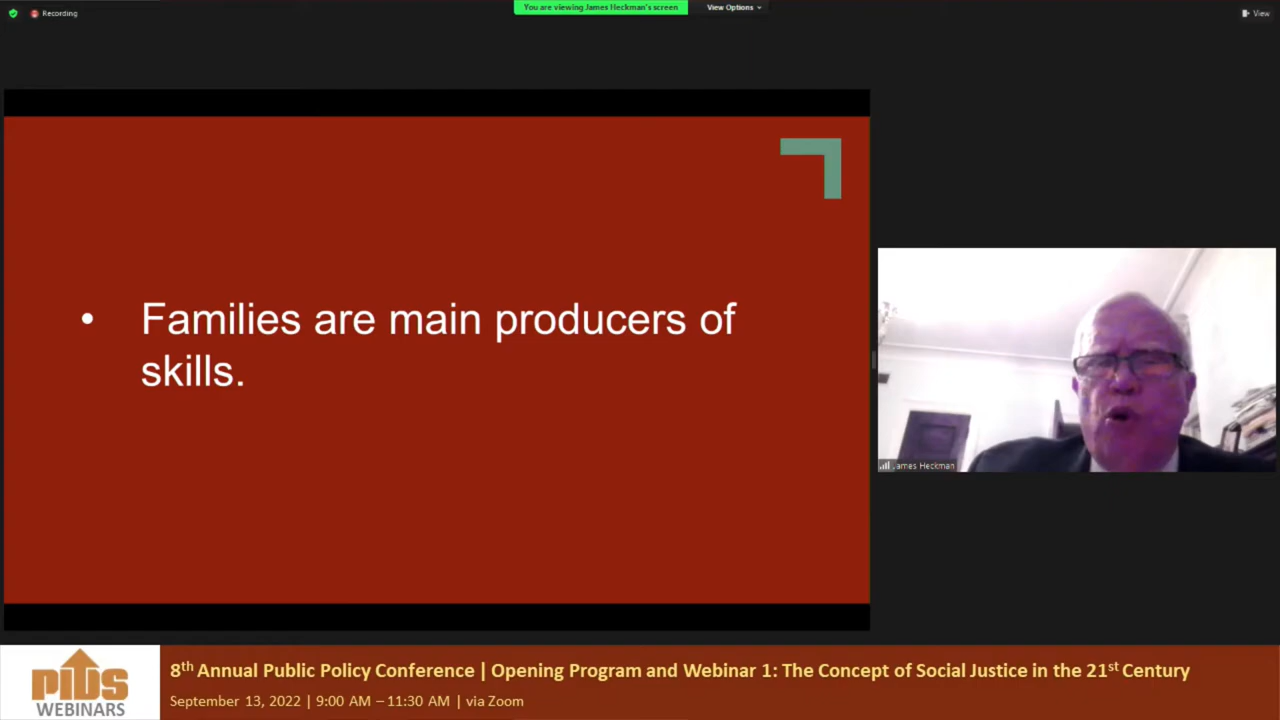 Recording
You are viewing James Heckman's screen
View Options
View
• Families are main producers of
skills.
James Heckman
pids
WEBINARS
8th Annual Public Policy Conference | Opening Program and Webinar 1: The Concept of Social Justice in the 21st Century
September 13, 2022 | 9:00 AM – 11:30 AM | via Zoom